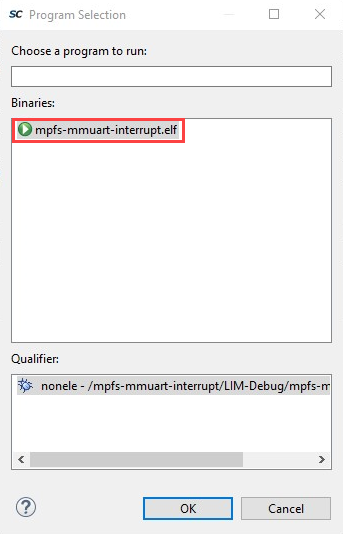 SC Program Selection
Choose a program to run:
Binaries:
mpfs-mmuart-interrupt.elf
Qualifier:
nonele - /mpfs-mmuart-interrupt/LIM-Debug/mpfs-m
OK
Cancel